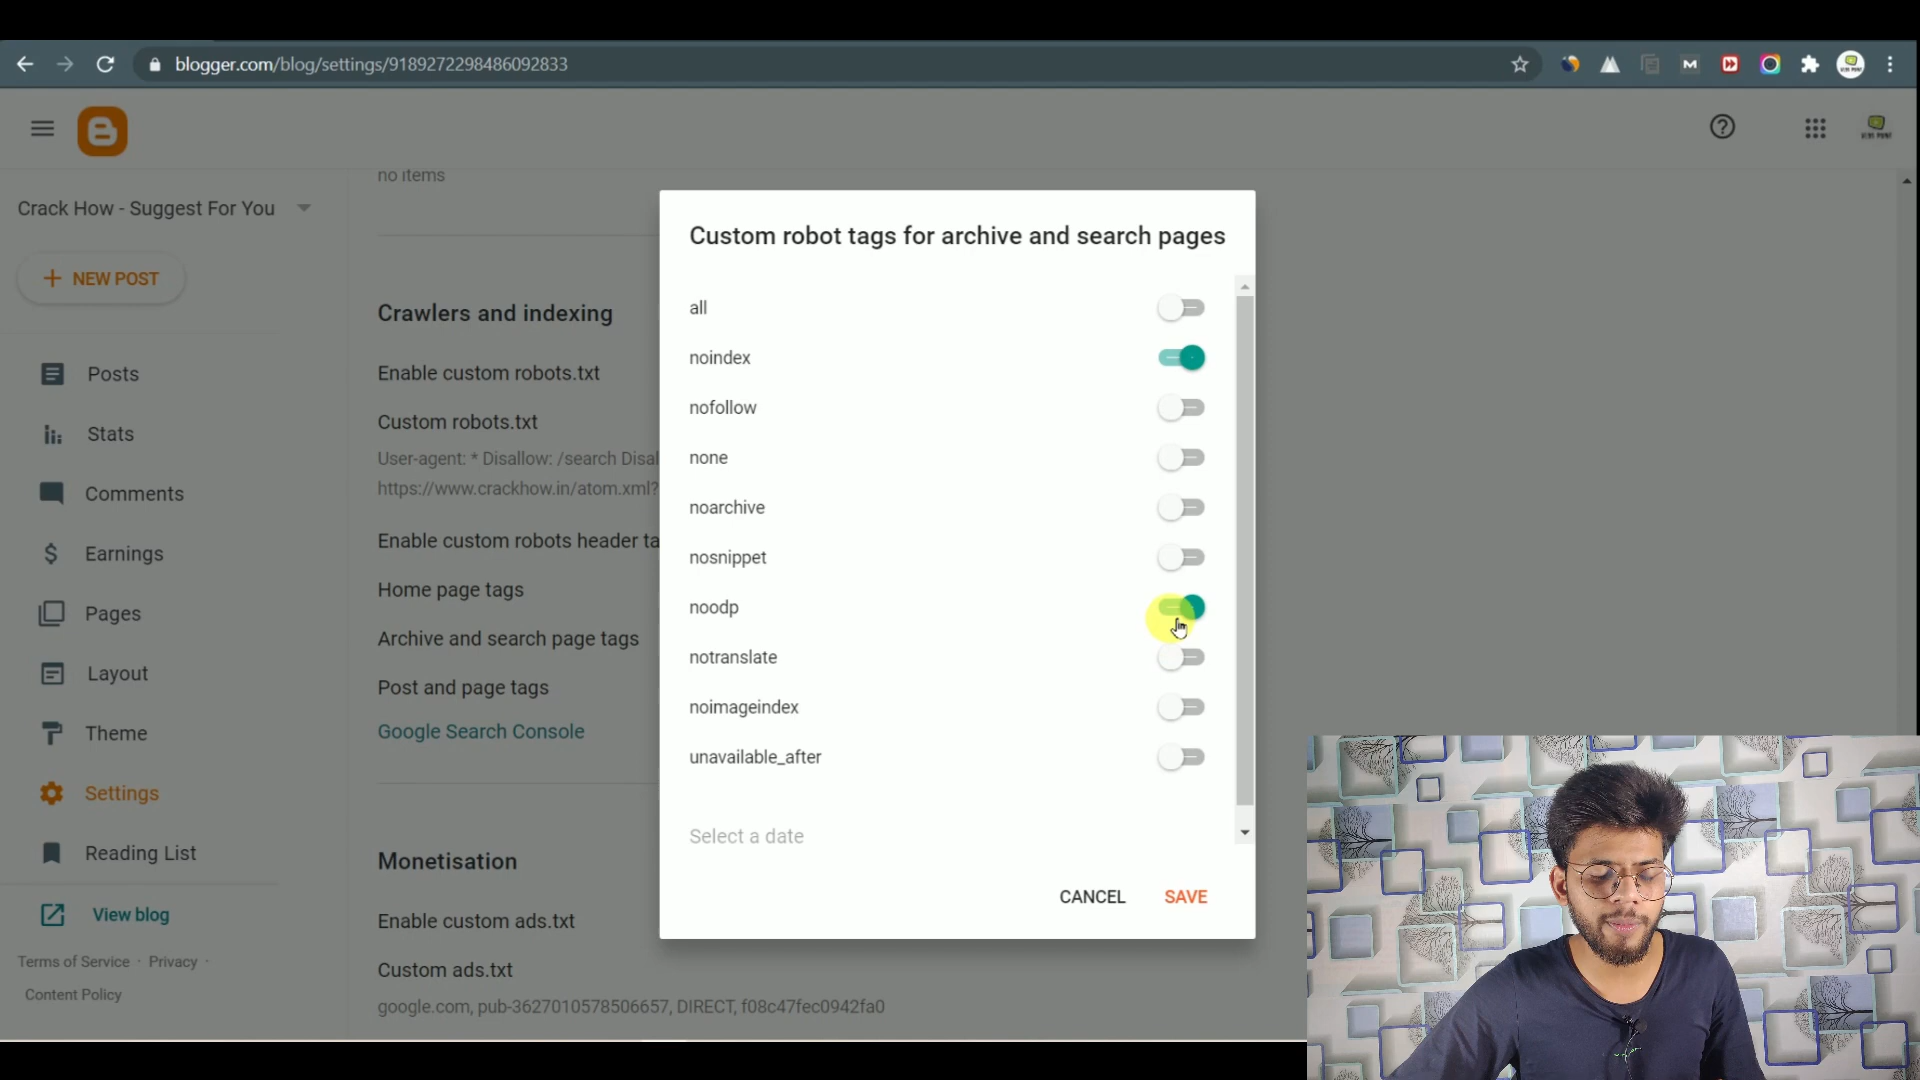 blogger.com/blog/settings/9189272298486092833
Crack How - Suggest For You
NEW POST
Posts
Stats
Comments
Earnings
Pages
Layout
Theme
Settings
Reading List
View blog
Terms of Service · Privacy ·
Content Policy
no items
Crawlers and indexing
Enable custom robots.txt
Custom robots.txt
User-agent: * Disallow: /search Disal
https://www.crackhow.in/atom.xml?
Enable custom robots header ta
Home page tags
Archive and search page tags
Post and page tags
Google Search Console
Monetisation
Enable custom ads.txt
Custom ads.txt
google.com, pub-3627010578506657, DIRECT, f08c47fec0942fa0
Custom robot tags for archive and search pages
all
noindex
nofollow
none
noarchive
nosnippet
noodp
notranslate
noimageindex
unavailable_after
Select a date
CANCEL SAVE